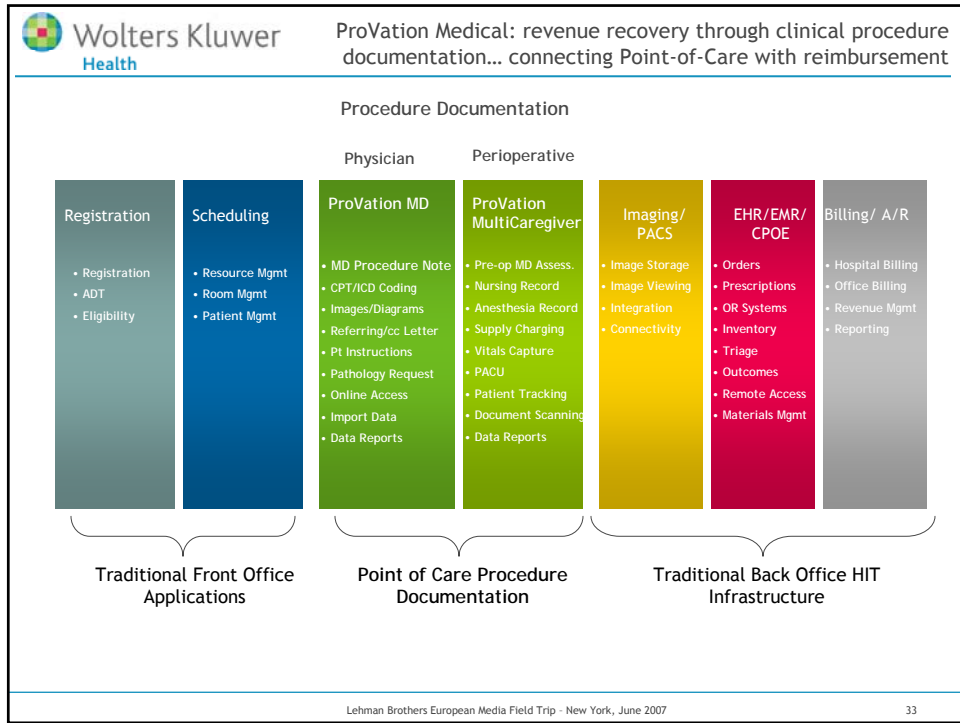 Wolters Kluwer
Health
ProVation Medical: revenue recovery through clinical procedure
documentation… connecting Point-of-Care with reimbursement
Procedure Documentation
Physician
Perioperative
Registration
• Registration
• ADT
• Eligibility
Scheduling
• Resource Mgmt
• Room Mgmt
• Patient Mgmt
ProVation MD
• MD Procedure Note
• CPT/ICD Coding
• Images/Diagrams
• Referring/cc Letter
• Pt Instructions
• Pathology Request
• Online Access
• Import Data
• Data Reports
ProVation
MultiCaregiver
• Pre-op MD Assess.
• Nursing Record
• Anesthesia Record
• Supply Charging
• Vitals Capture
• PACU
• Patient Tracking
• Document Scanning
• Data Reports
Imaging/
PACS
• Image Storage
• Image Viewing
• Integration
• Connectivity
EHR/EMR/
CPOE
• Orders
• Prescriptions
• OR Systems
• Inventory
• Triage
• Outcomes
• Remote Access
• Materials Mgmt
Billing/ A/R
• Hospital Billing
• Office Billing
• Revenue Mgmt
• Reporting
Traditional Front Office
Applications
Point of Care Procedure
Documentation
Traditional Back Office HIT
Infrastructure
Lehman Brothers European Media Field Trip - New York, June 2007
33